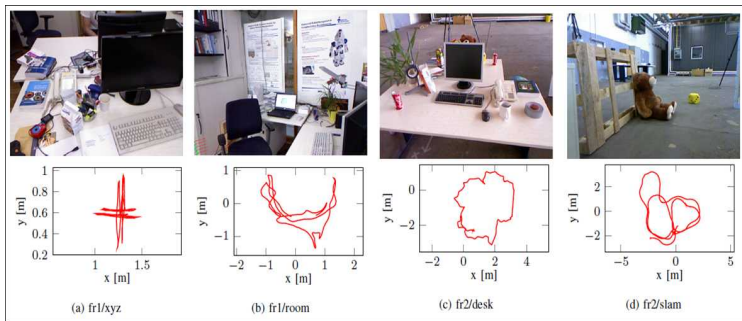 1
0.8
0.6
0.4
0.2
y [m]
1
1.5
x [m]
(a) fr1/xyz
1
0
−1
y [m]
−2
−1
0
1
2
x [m]
(b) fr1/room
0
−2
y [m]
−2
0
2
4
x [m]
(c) fr2/desk
2
0
−2
y [m]
−5
0
5
x [m]
(d) fr2/slam